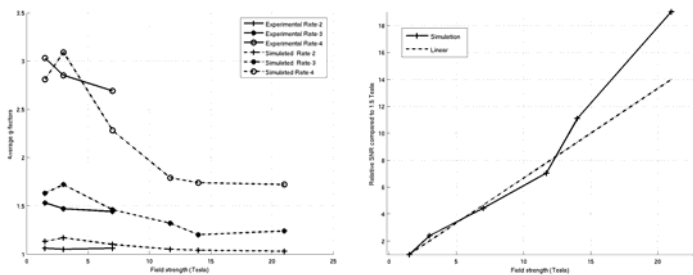 3.5
3
2.5
2
1.5
1
0
5
10
15
20
25
Average g factors
Field strength (Tesla)
Experimental Rate-2
Experimental Rate-3
Experimental Rate-4
Simulated Rate-2
Simulated Rate-3
Simulated Rate-4
18
16
14
12
10
8
6
4
2
0
5
10
15
20
Relative SNR compared to 1.5 Tesla
Field strength (Tesla)
Simulation
Linear